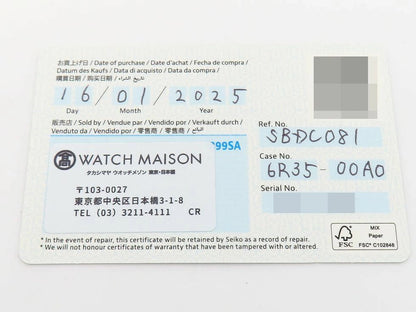 お買上げ日 / Date of purchase / Date d'achat / Fecha de compra /
Datum des Kaufs / Data di acquisto / Data da compra /
購買日期 / 购买日期 / تاريخ الشراء
16 / 01 / 2025
Day Month Year
販売店 / Sold by / Vendue par / Vendido por / Verkauft durch /
Venduto da / Vendido por / 零售商 / 零售商 / البائع
99SA
髙 WATCH MAISON
タカシマヤ ウオッチメゾン 東京・日本橋
〒103-0027
東京都中央区日本橋3-1-8
TEL (03) 3211-4111 CR
Ref. No.
SBDC081
Case No.
6R35-00A0
Serial No.
MIX
Paper
FSC
FSC® C102848
* In the event of repair, this certificate will be retained by Seiko as a record of repair.
* We will not honour certificates of warranty that have been tampered with or altered.